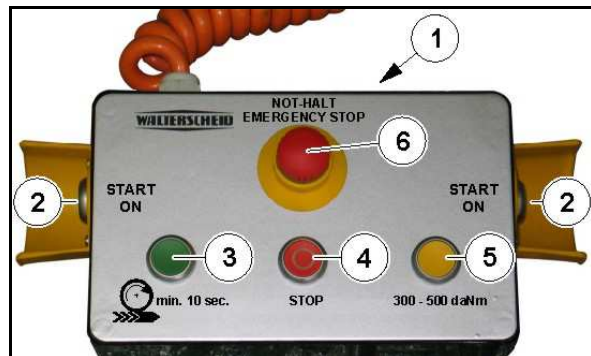 1
NOT-HALT
EMERGENCY STOP
WALTERSCHEID
6
START
ON
START
ON
2
2
3
4
5
min. 10 sec.
STOP
300 - 500 daNm